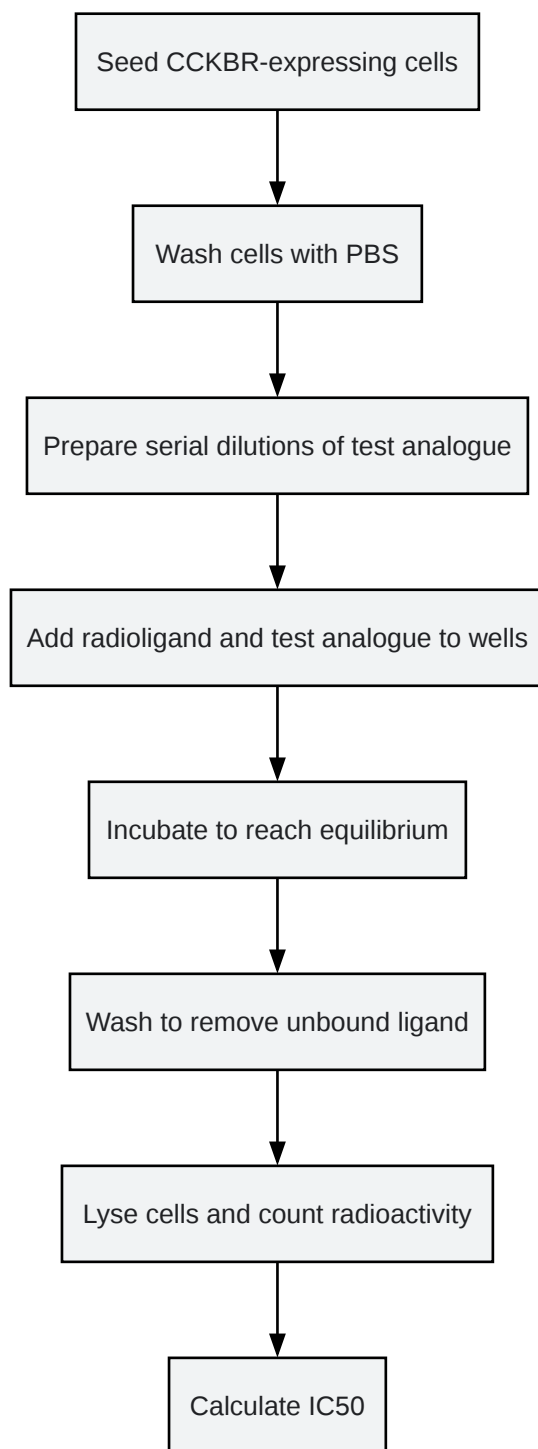 Seed CCKBR-expressing cells
Wash cells with PBS
Prepare serial dilutions of test analogue
Add radioligand and test analogue to wells
Incubate to reach equilibrium
Wash to remove unbound ligand
Lyse cells and count radioactivity
Calculate IC50